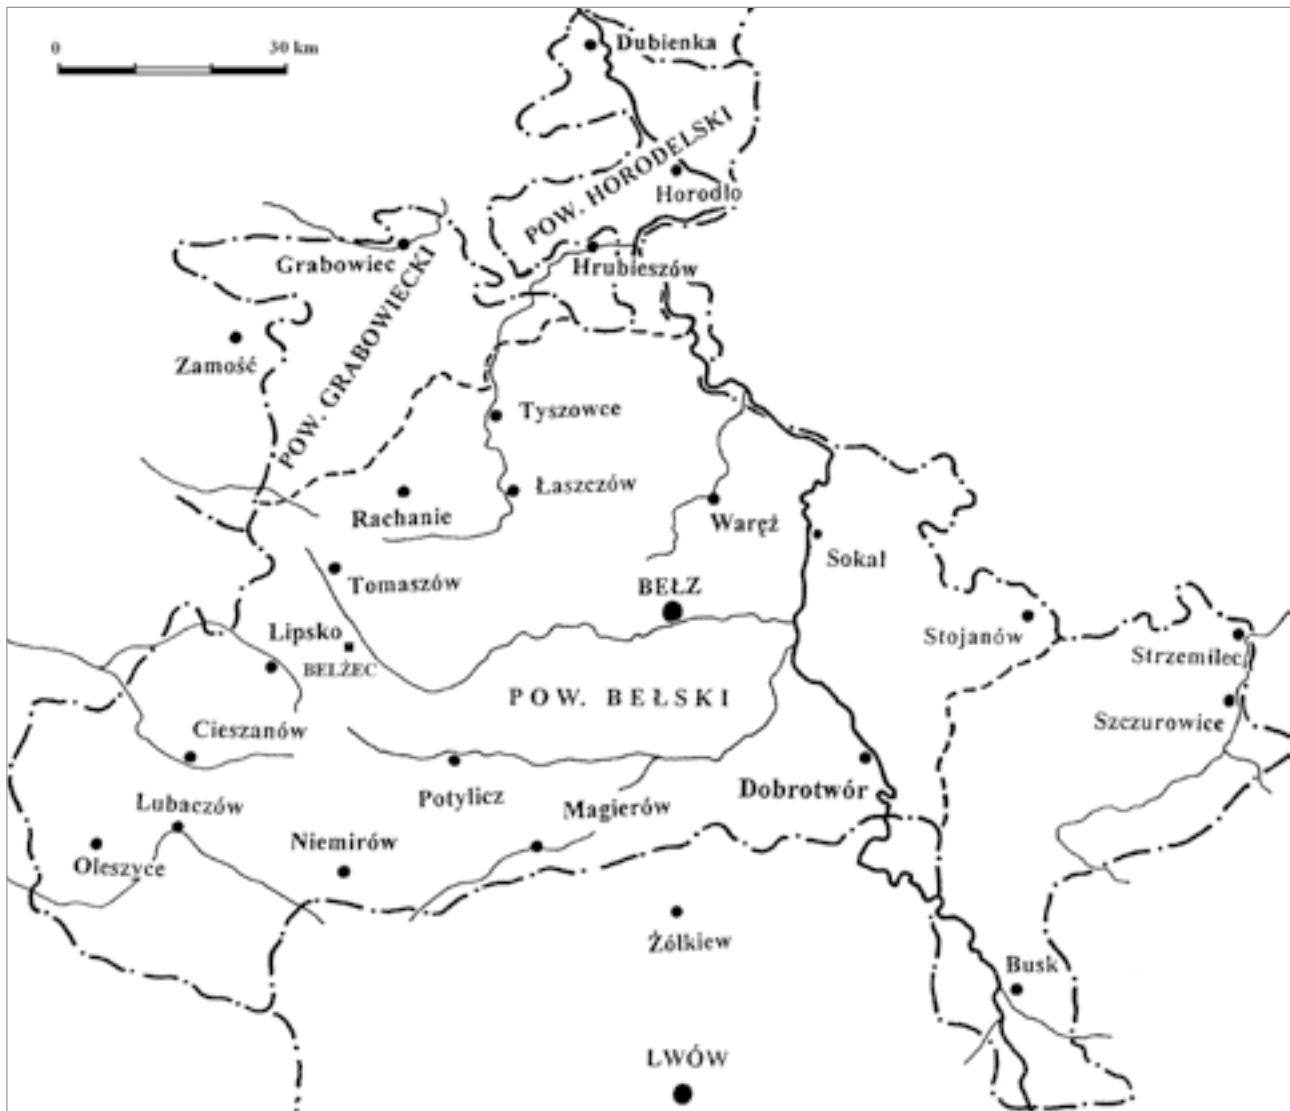 0 30 km
Dubienka
POW. HORODELSKI
Horodło
Grabowiec
Hrubieszów
POW. GRABOWIECKI
Zamość
Tyszowce
Łaszczów
Rachanie
Waręż
Sokal
Tomaszów
BEŁZ
Lipsko
BEŁŻEC
Stojanów
Strzemilec
POW. BEŁSKI
Szczurowice
Cieszanów
Potylicz
Dobrotwór
Lubaczów
Magierów
Niemirów
Oleszyce
Żółkiew
Busk
LWÓW